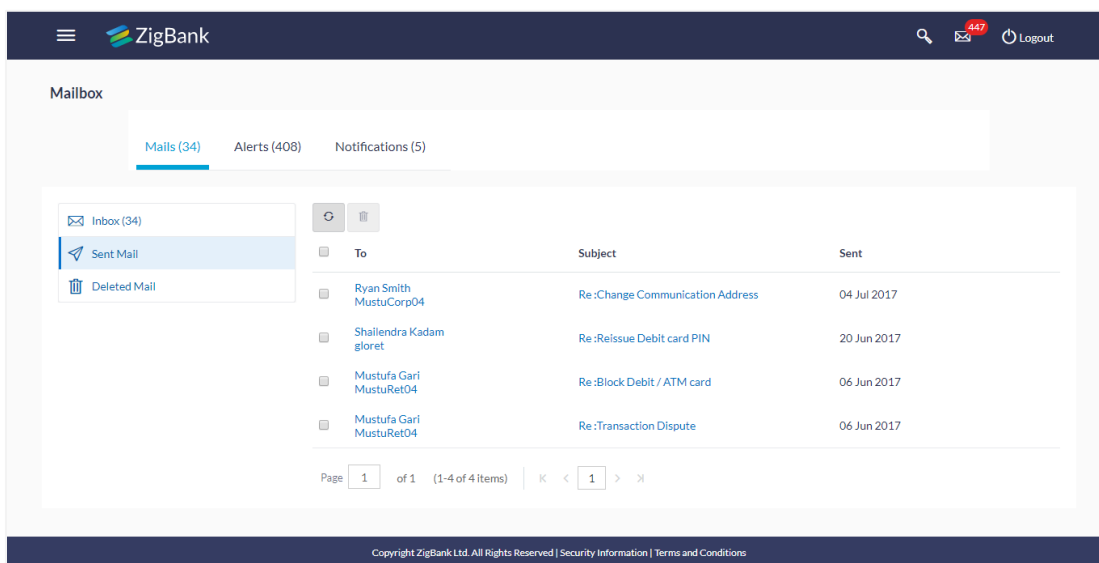 ZigBank
447
Logout
Mailbox
Mails (34) Alerts (408) Notifications (5)
Inbox (34)
Sent Mail
Deleted Mail
To Subject Sent
Ryan Smith
MustuCorp04 Re :Change Communication Address 04 Jul 2017
Shailendra Kadam
gloret Re :Reissue Debit card PIN 20 Jun 2017
Mustufa Gari
MustuRet04 Re :Block Debit / ATM card 06 Jun 2017
Mustufa Gari
MustuRet04 Re :Transaction Dispute 06 Jun 2017
Page 1 of 1 (1-4 of 4 items) K < 1 > Ʞ
Copyright ZigBank Ltd. All Rights Reserved | Security Information | Terms and Conditions